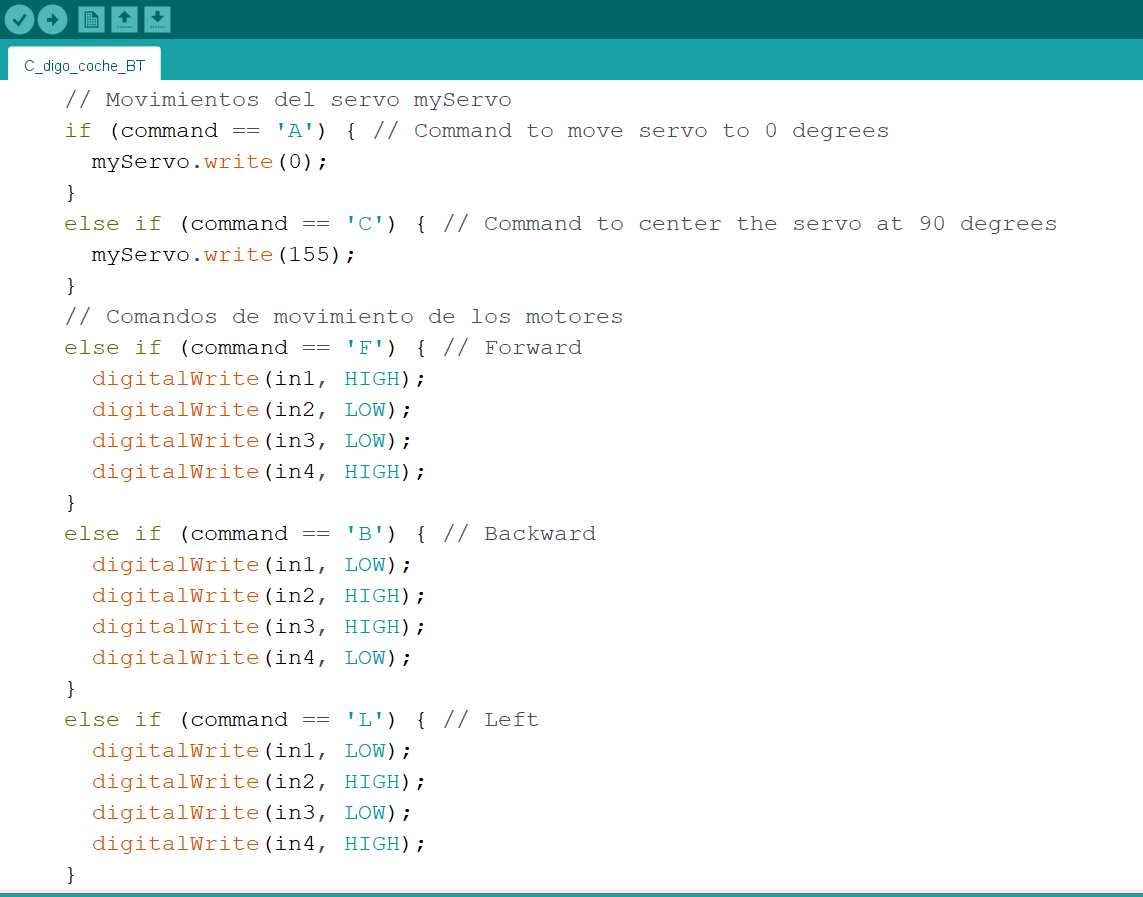 C_digo_coche_BT
// Movimientos del servo myServo
if (command == 'A') { // Command to move servo to 0 degrees
myServo.write(0);
}
else if (command == 'C') { // Command to center the servo at 90 degrees
myServo.write(155);
}
// Comandos de movimiento de los motores
else if (command == 'F') { // Forward
digitalWrite(in1, HIGH);
digitalWrite(in2, LOW);
digitalWrite(in3, LOW);
digitalWrite(in4, HIGH);
}
else if (command == 'B') { // Backward
digitalWrite(in1, LOW);
digitalWrite(in2, HIGH);
digitalWrite(in3, HIGH);
digitalWrite(in4, LOW);
}
else if (command == 'L') { // Left
digitalWrite(in1, LOW);
digitalWrite(in2, HIGH);
digitalWrite(in3, LOW);
digitalWrite(in4, HIGH);
}